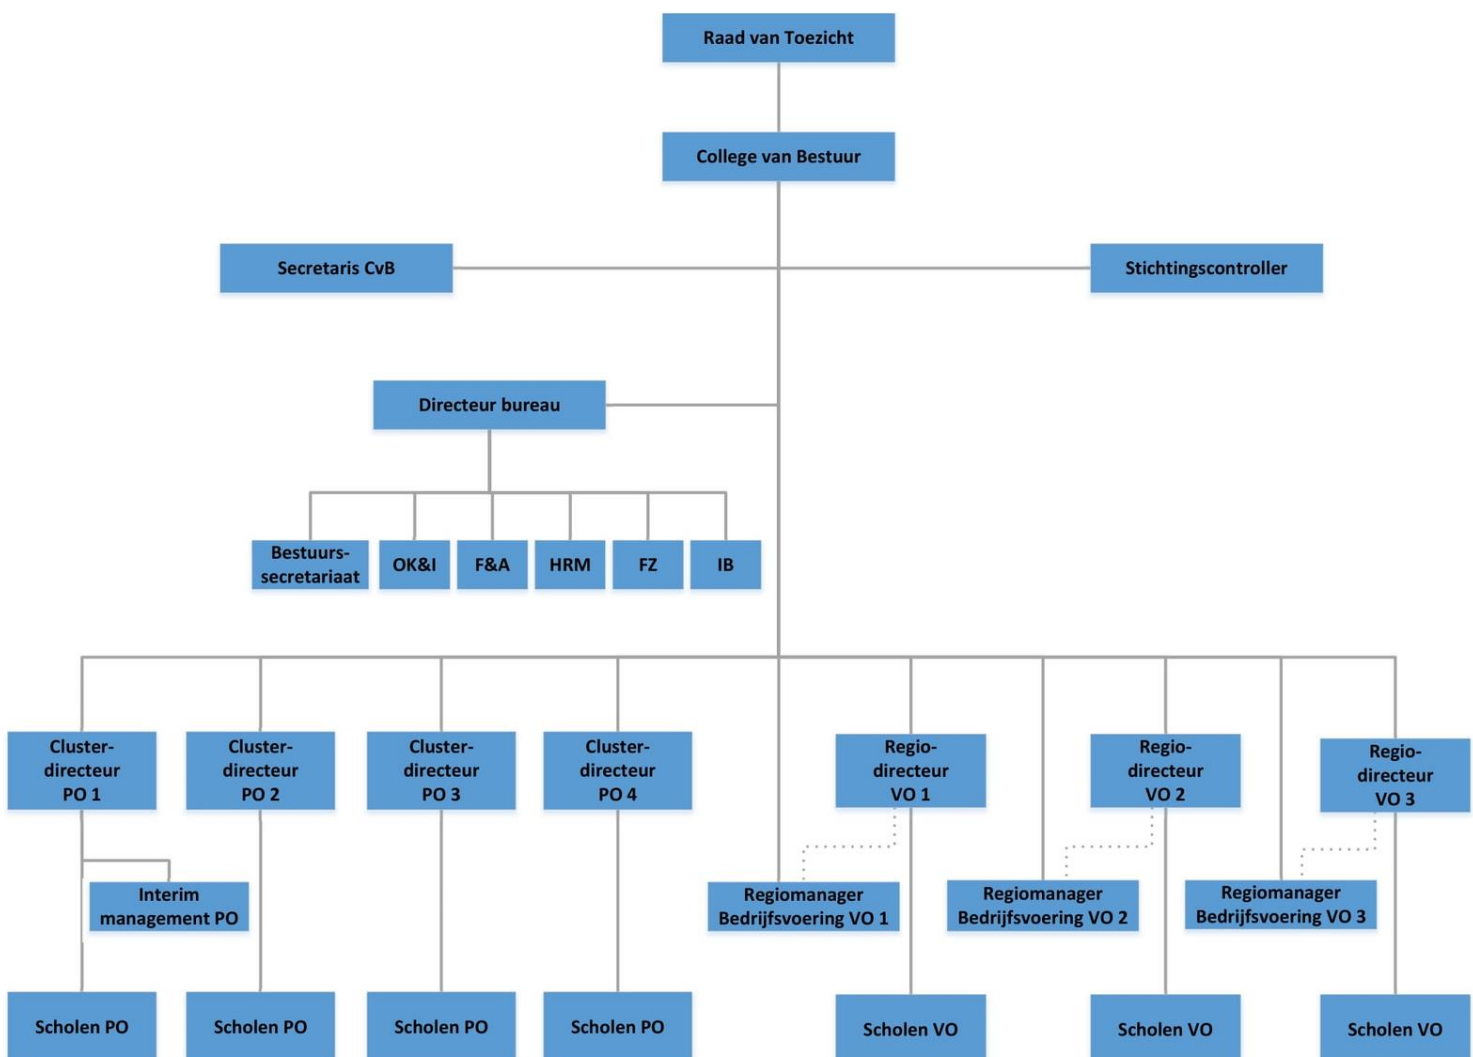 Raad van Toezicht
College van Bestuur
Secretaris CvB
Stichtingscontroller
Directeur bureau
Bestuurs-
secretariaat
OK&I
F&A
HRM
FZ
IB
Cluster-
directeur
PO 1
Cluster-
directeur
PO 2
Cluster-
directeur
PO 3
Cluster-
directeur
PO 4
Regio-
directeur
VO 1
Regio-
directeur
VO 2
Regio-
directeur
VO 3
Interim
management PO
Regiomanager
Bedrijfsvoering VO 1
Regiomanager
Bedrijfsvoering VO 2
Regiomanager
Bedrijfsvoering VO 3
Scholen PO
Scholen PO
Scholen PO
Scholen PO
Scholen VO
Scholen VO
Scholen VO